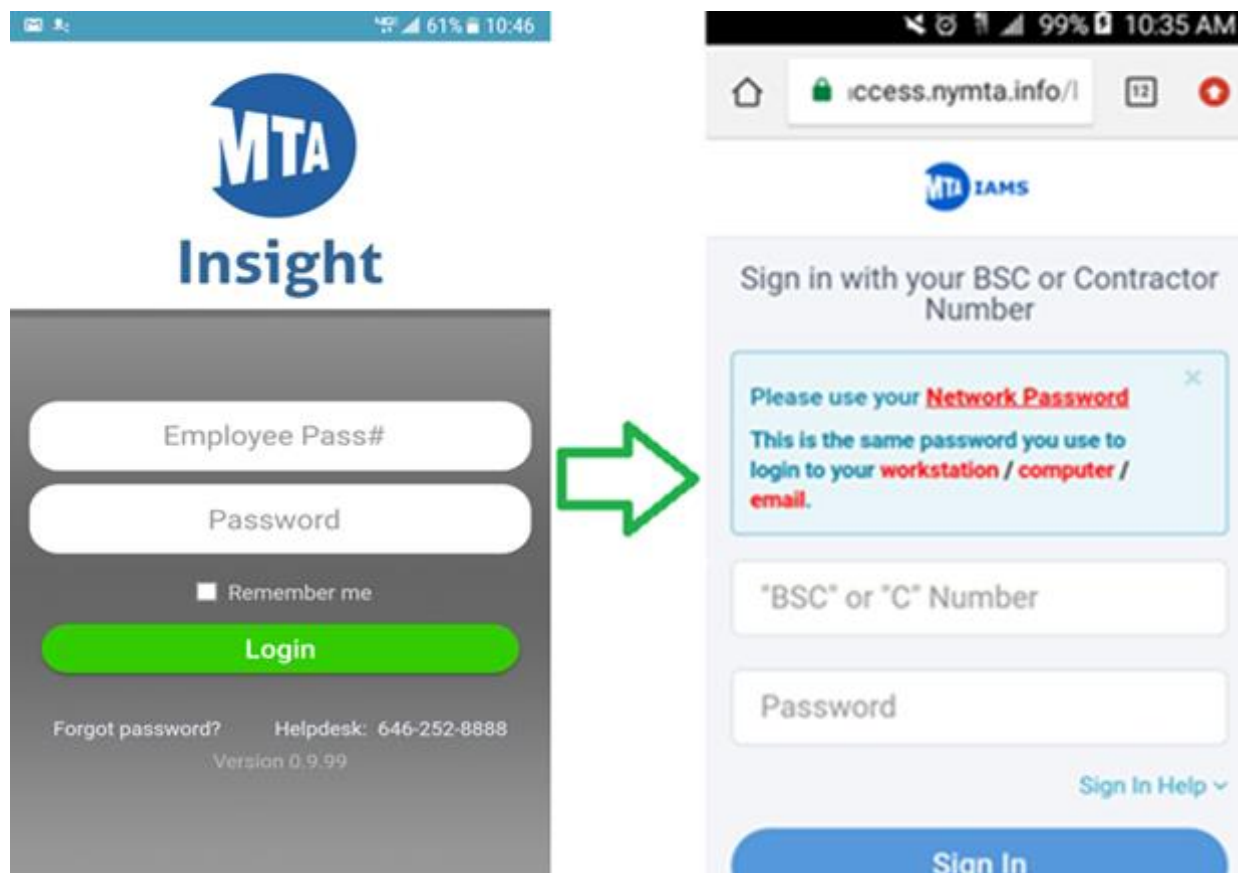 61% 10:46
MTA
Insight
Employee Pass#
Password
Remember me
Login
Forgot password? Helpdesk: 646-252-8888
Version 0.9.99
99% 10:35 AM
ccess.nymta.info/l 12
MTA IAMS
Sign in with your BSC or Contractor
Number
Please use your Network Password
This is the same password you use to
login to your workstation / computer /
email.
"BSC" or "C" Number
Password
Sign In Help
Sign In